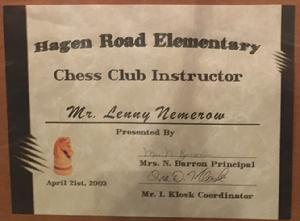 Hagen Road Elementary
Chess Club Instructor
Mr. Lenny Nemerow
Presented By
Mrs. N. Barron Principal
April 21st, 2003
Mr. I. Klosk Coordinator